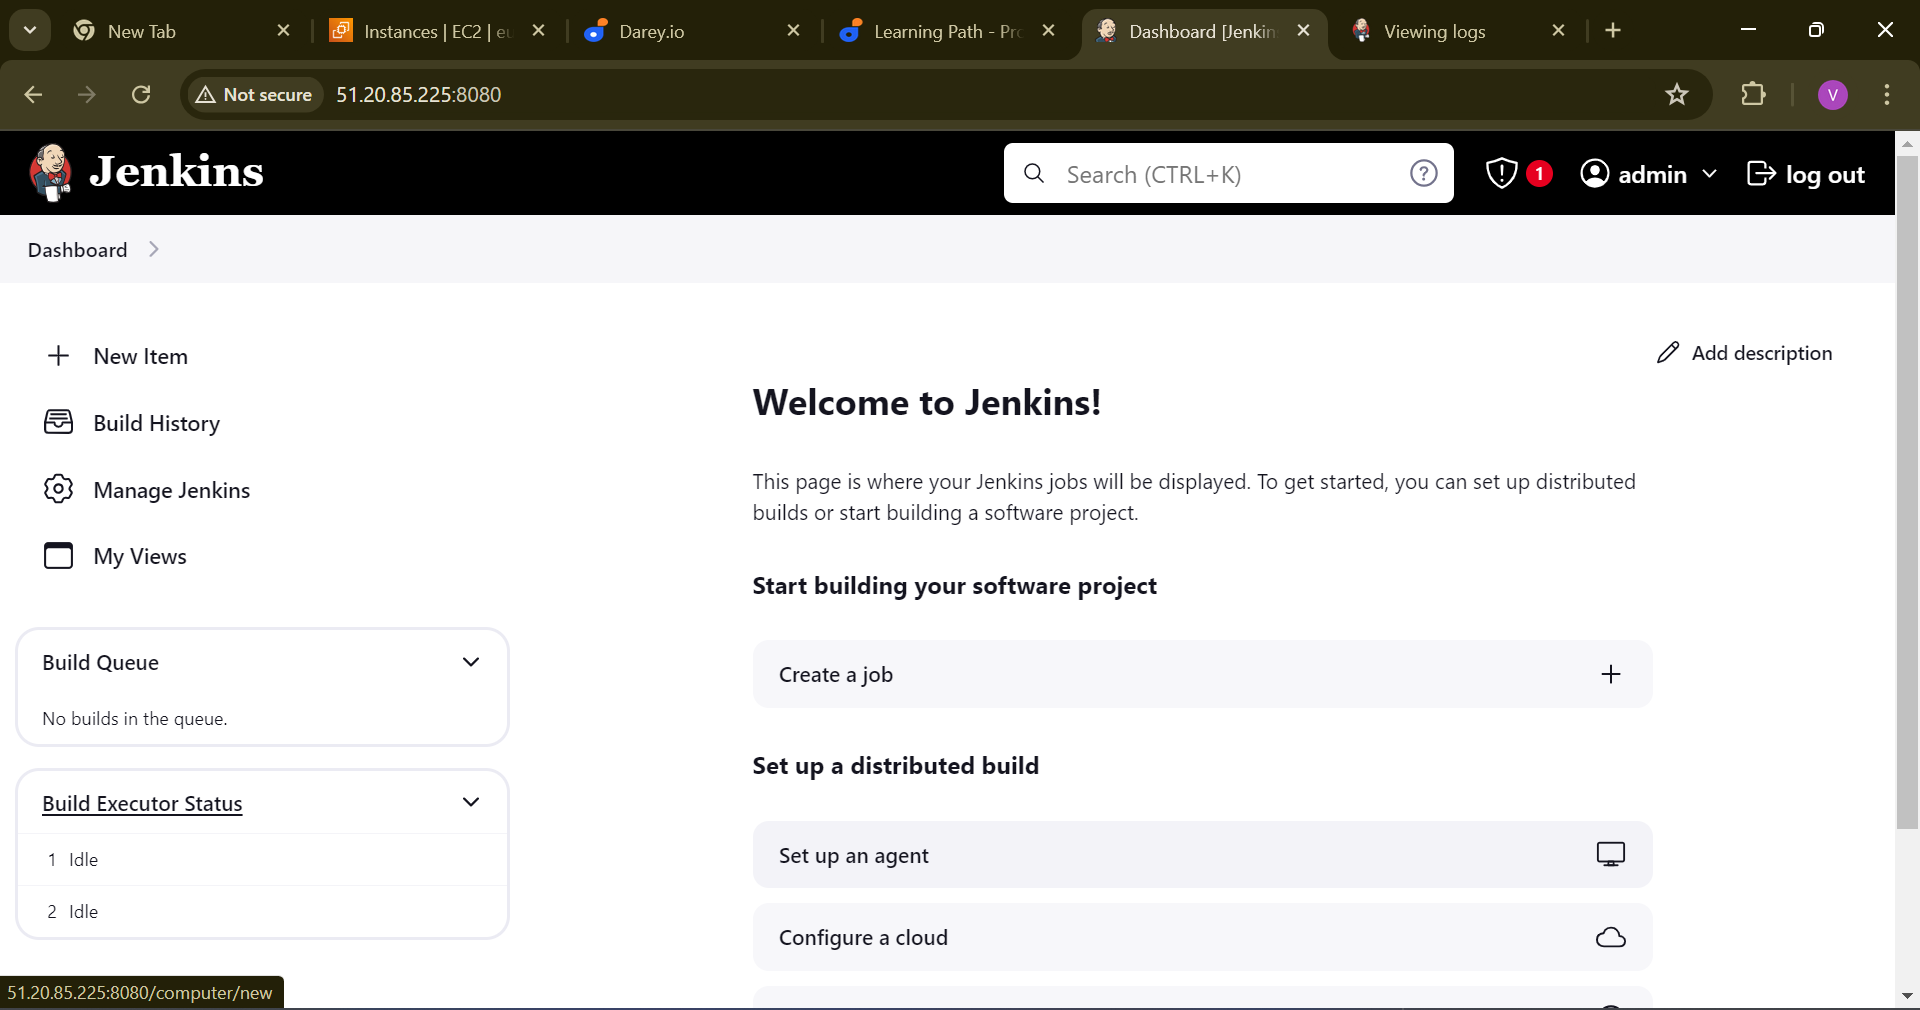 New Tab
Instances | EC2 | eu
Darey.io
Learning Path - Pro
Dashboard [Jenkin
Viewing logs
Not secure
51.20.85.225:8080
V
Jenkins
Search (CTRL+K)
?
1
admin
log out
Dashboard
New Item
Build History
Manage Jenkins
My Views
Add description
Welcome to Jenkins!
This page is where your Jenkins jobs will be displayed. To get started, you can set up distributed
builds or start building a software project.
Start building your software project
Create a job
Set up a distributed build
Set up an agent
Configure a cloud
Build Queue
No builds in the queue.
Build Executor Status
1 Idle
2 Idle
51.20.85.225:8080/computer/new